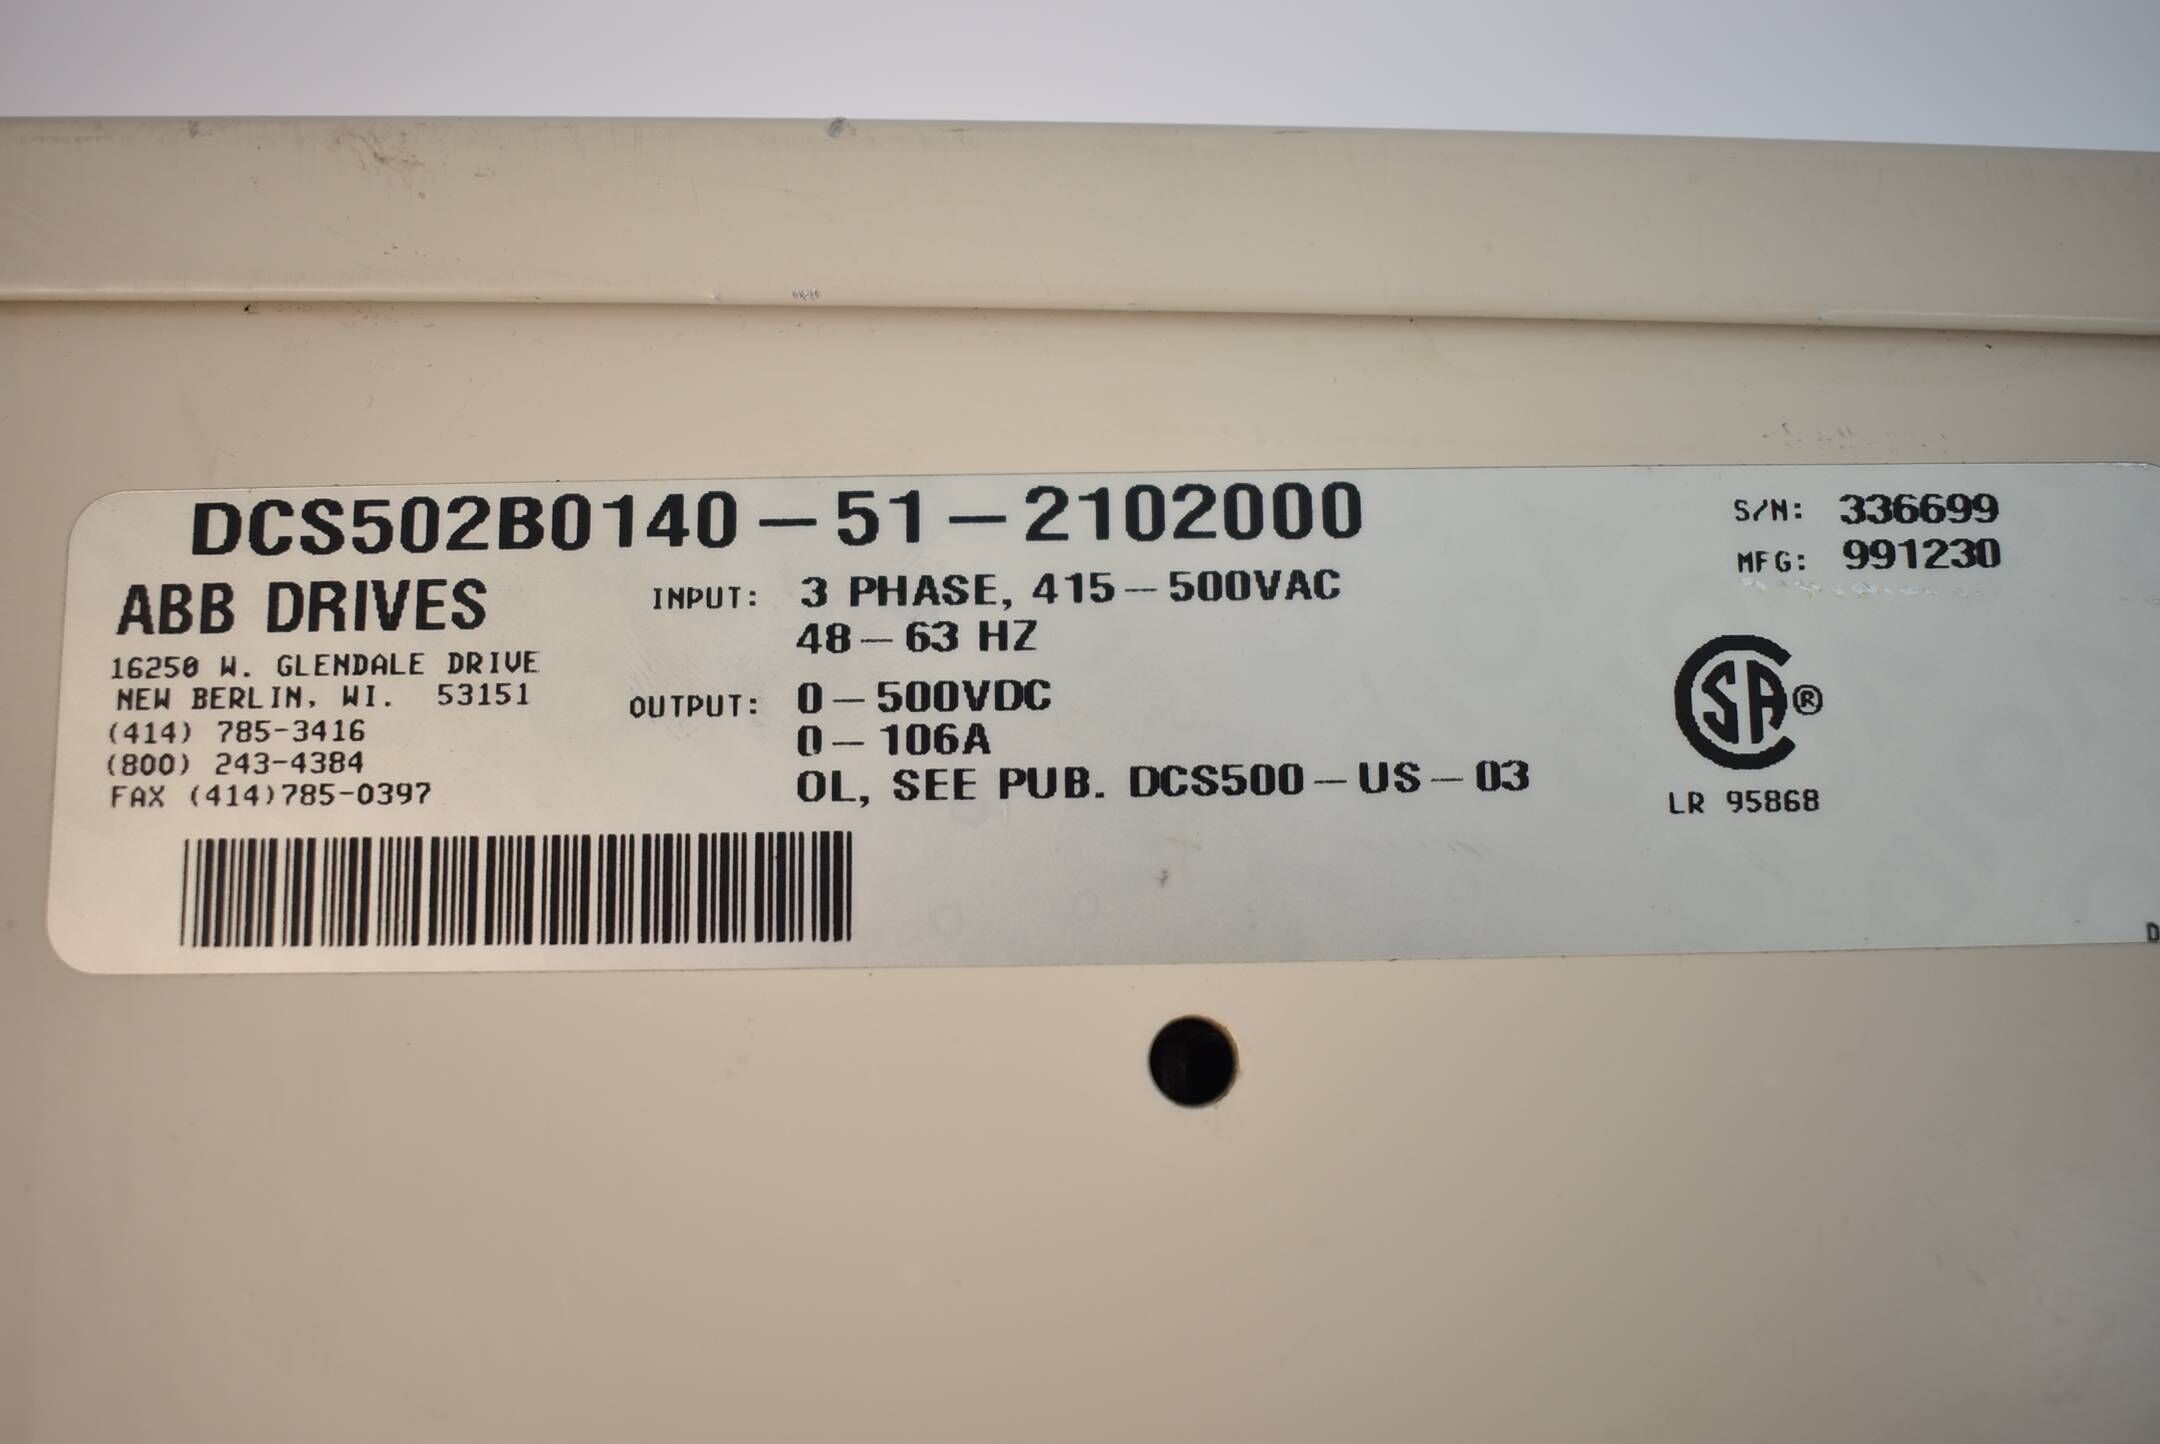 DCS502B0140-51-2102000
S/N: 336699
MFG: 991230
ABB DRIVES
16250 W. GLENDALE DRIVE
NEW BERLIN, WI. 53151
(414) 785-3416
(800) 243-4384
FAX (414)785-0397
INPUT: 3 PHASE, 415-500VAC
48-63 HZ
OUTPUT: 0-500VDC
0-106A
OL, SEE PUB. DCS500-US-03
CSA®
LR 95868